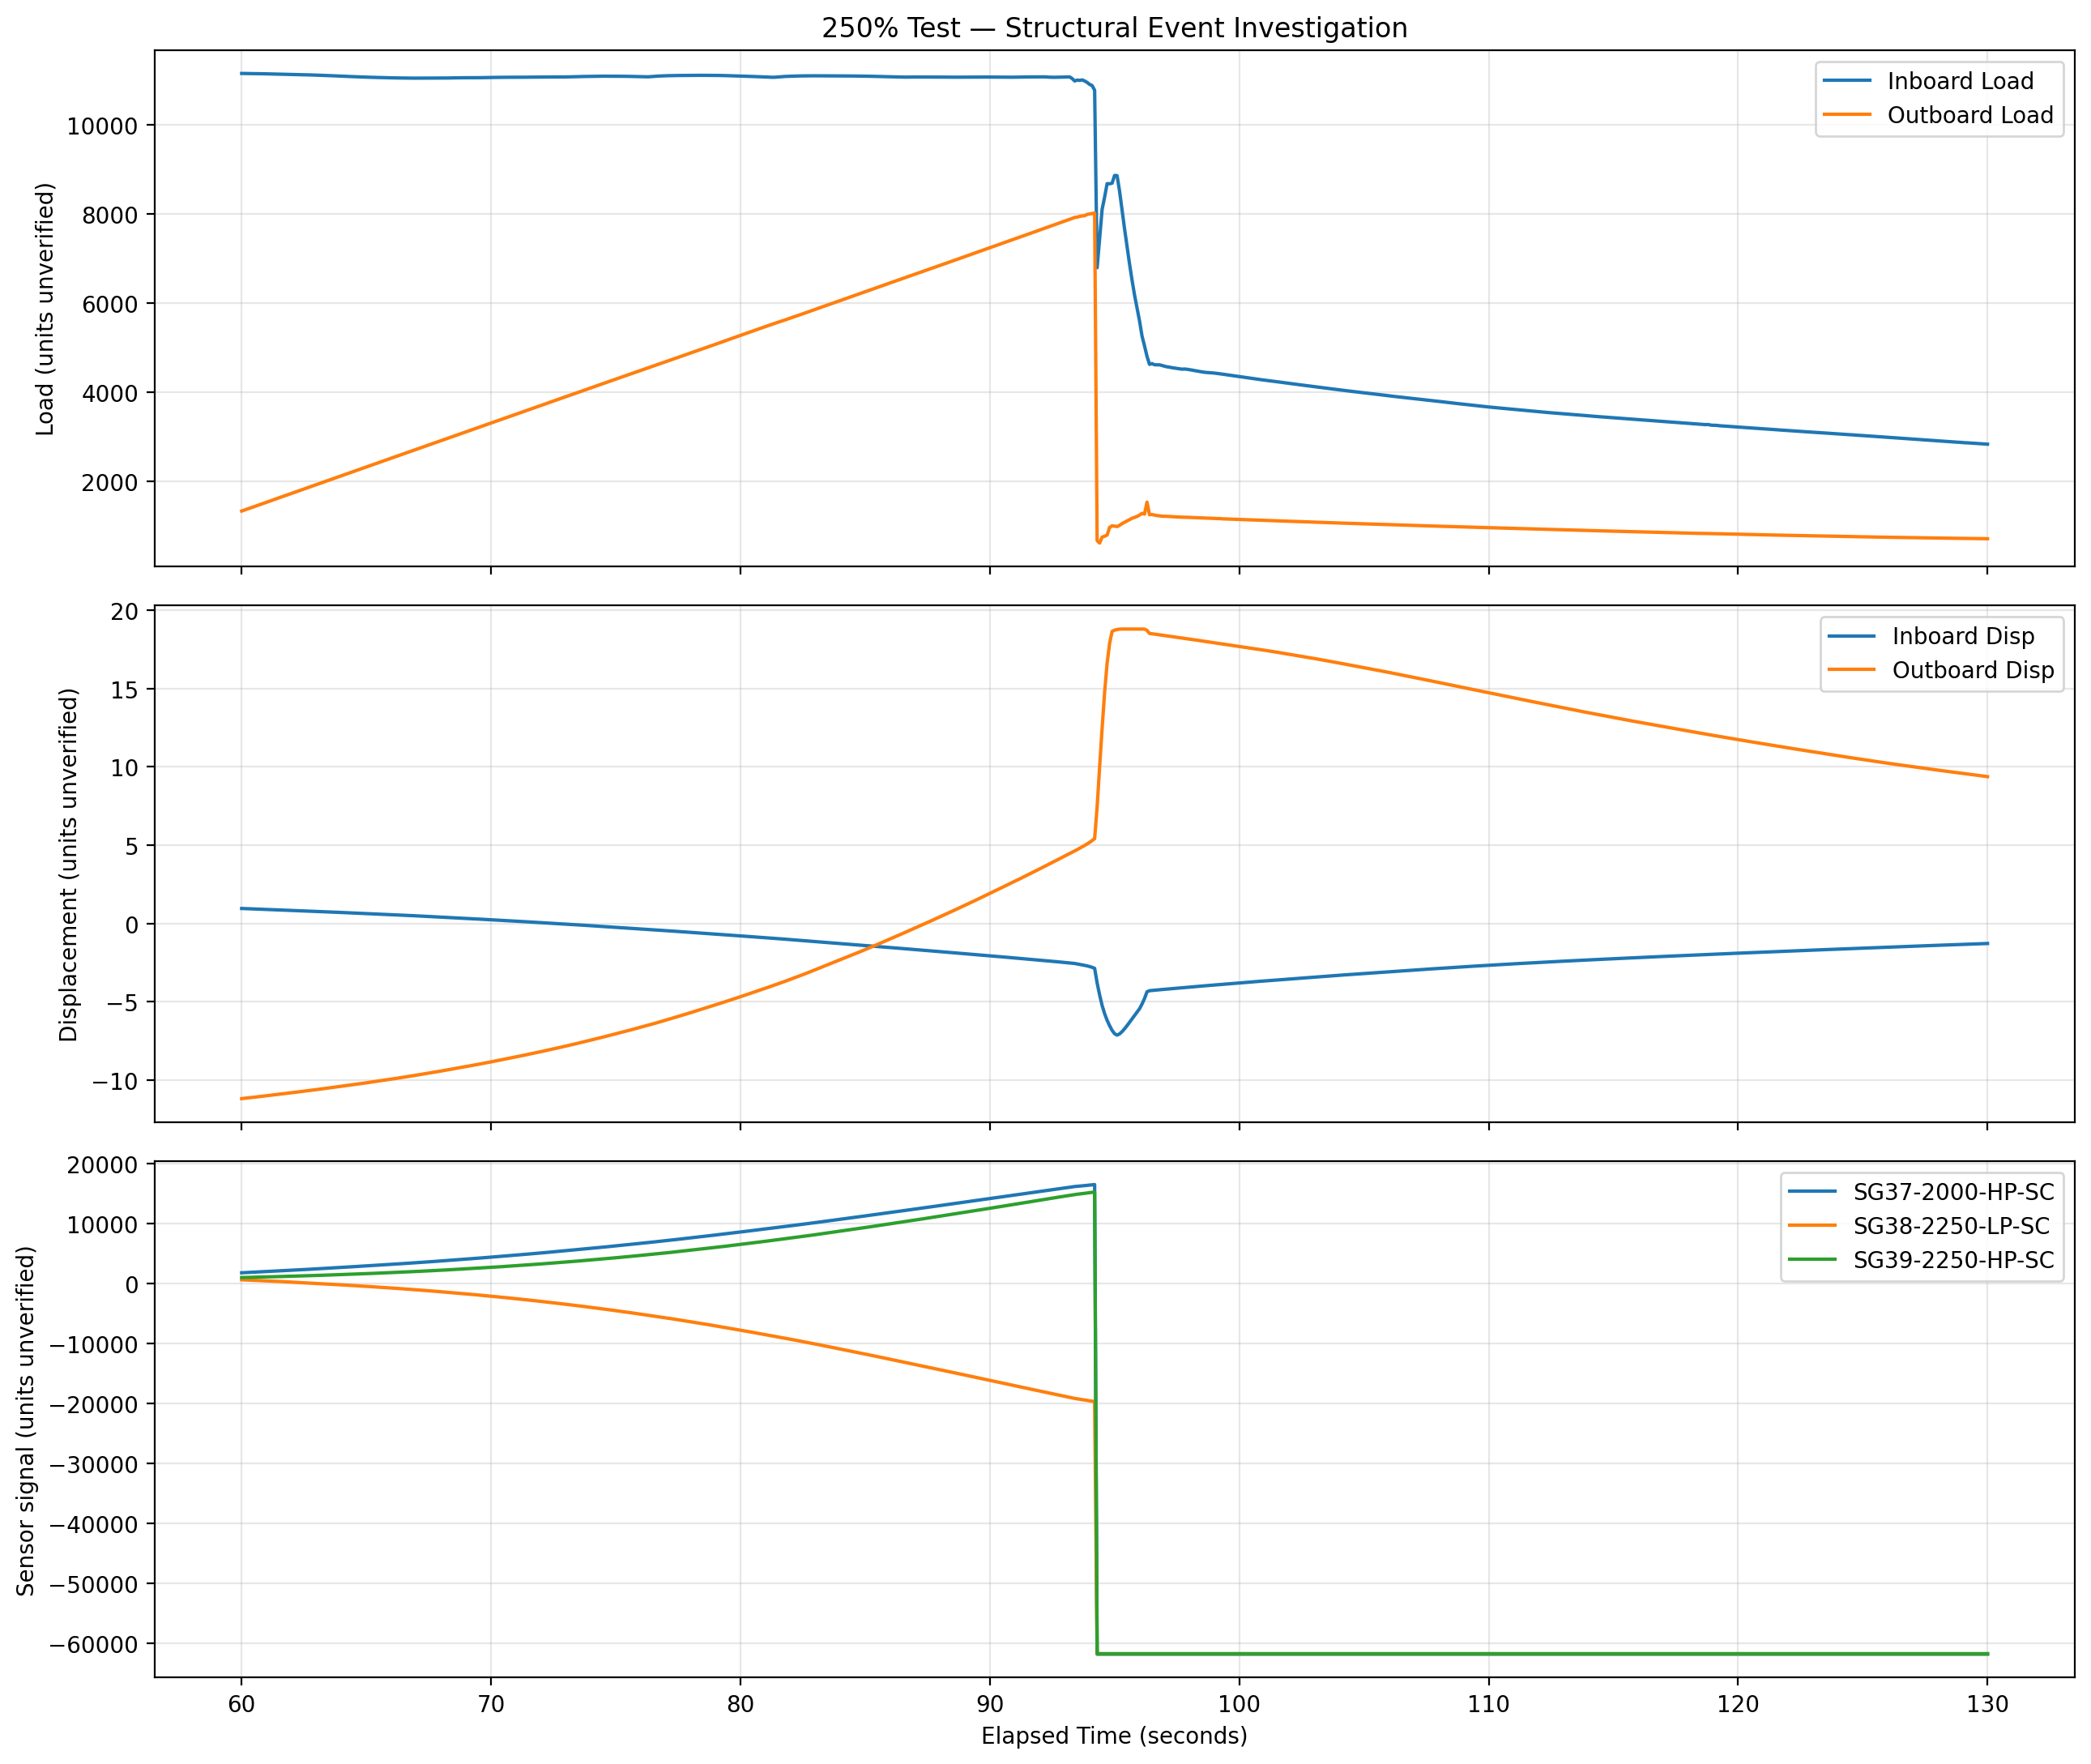 250% Test — Structural Event Investigation
Load (units unverified)
10000
8000
6000
4000
2000
Inboard Load
Outboard Load
Displacement (units unverified)
20
15
10
5
0
−5
−10
Inboard Disp
Outboard Disp
Sensor signal (units unverified)
20000
10000
0
−10000
−20000
−30000
−40000
−50000
−60000
SG37-2000-HP-SC
SG38-2250-LP-SC
SG39-2250-HP-SC
60 70 80 90 100 110 120 130
Elapsed Time (seconds)